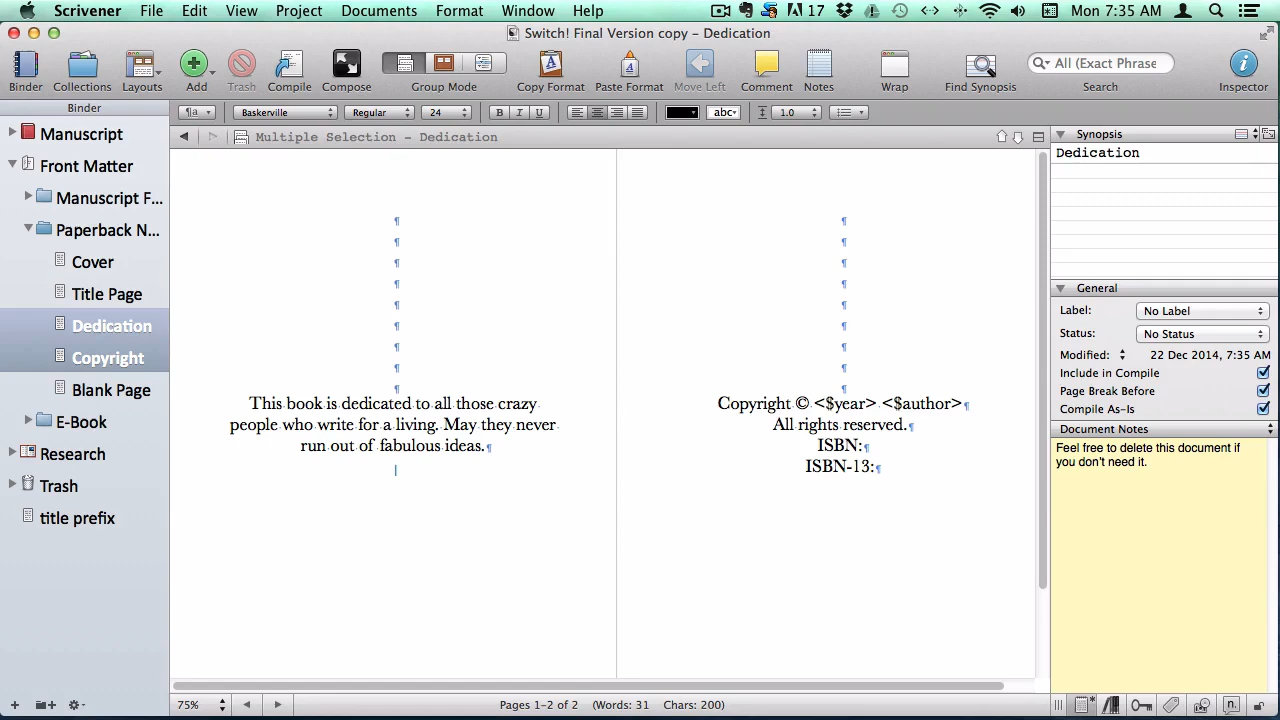 Scrivener File Edit View Project Documents Format Window Help 17 Mon 7:35 AM
Switch! Final Version copy – Dedication
Binder Collections Layouts Add Trash Compile Compose Group Mode Copy Format Paste Format Move Left Comment Notes Wrap Find Synopsis All (Exact Phrase Search Inspector
Binder
¶a Baskerville Regular 24 B I U abc 1.0
Multiple Selection – Dedication
Manuscript
Front Matter
Manuscript F...
Paperback N...
Cover
Title Page
Dedication
Copyright
Blank Page
E-Book
Research
Trash
title prefix
¶
¶
¶
¶
¶
¶
¶
¶
¶
This book is dedicated to all those crazy
people who write for a living. May they never
run out of fabulous ideas.¶
¶
¶
¶
¶
¶
¶
¶
¶
¶
Copyright © <$year> <$author>¶
All rights reserved.¶
ISBN:¶
ISBN-13:¶
Synopsis
Dedication
General
Label: No Label
Status: No Status
Modified: 22 Dec 2014, 7:35 AM
Include in Compile
Page Break Before
Compile As-Is
Document Notes
Feel free to delete this document if
you don't need it.
75% Pages 1–2 of 2 (Words: 31 Chars: 200) n.